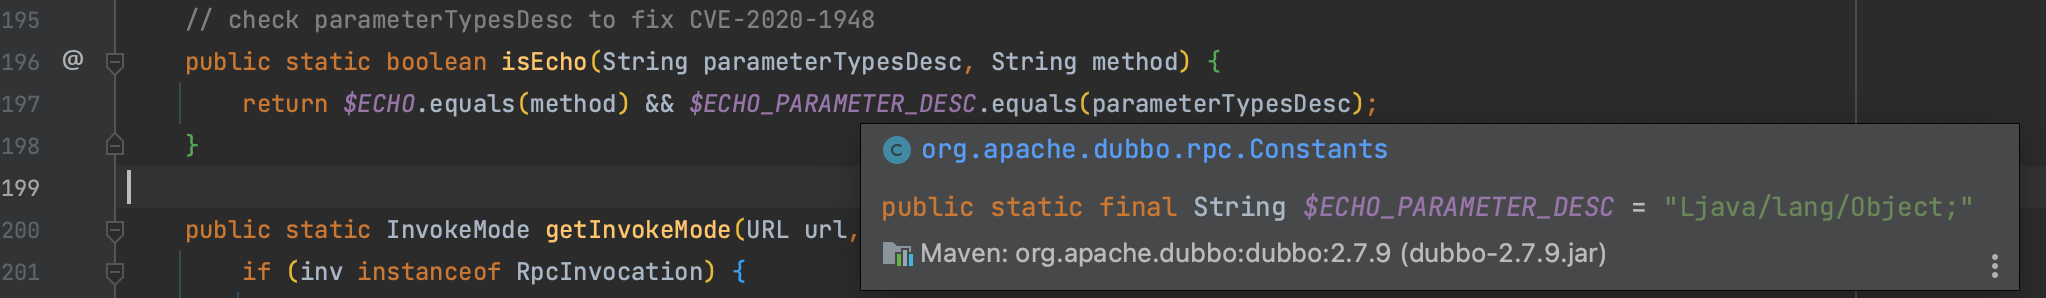 195 // check parameterTypesDesc to fix CVE-2020-1948
196 @ public static boolean isEcho(String parameterTypesDesc, String method) {
197 return $ECHO.equals(method) && $ECHO_PARAMETER_DESC.equals(parameterTypesDesc);
198 }
C org.apache.dubbo.rpc.Constants
199
public static final String $ECHO_PARAMETER_DESC = "Ljava/lang/Object;"
200 public static InvokeMode getInvokeMode(URL url,
Maven: org.apache.dubbo:dubbo:2.7.9 (dubbo-2.7.9.jar)
201 if (inv instanceof RpcInvocation) {